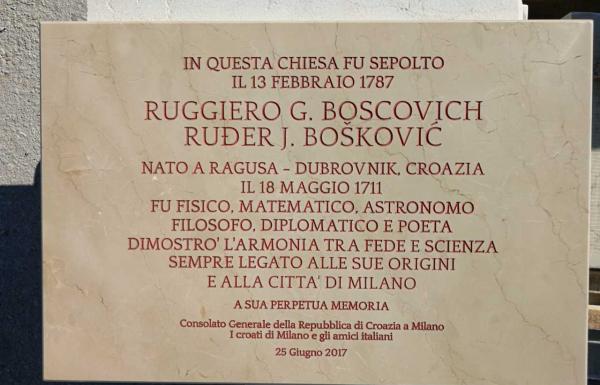 IN QUESTA CHIESA FU SEPOLTO
IL 13 FEBBRAIO 1787
RUGGIERO G. BOSCOVICH
RUĐER J. BOŠKOVIĆ
NATO A RAGUSA – DUBROVNIK, CROAZIA
IL 18 MAGGIO 1711
FU FISICO, MATEMATICO, ASTRONOMO
FILOSOFO, DIPLOMATICO E POETA
DIMOSTRO' L'ARMONIA TRA FEDE E SCIENZA
SEMPRE LEGATO ALLE SUE ORIGINI
E ALLA CITTA' DI MILANO
A SUA PERPETUA MEMORIA
Consolato Generale della Repubblica di Croazia a Milano
I croati di Milano e gli amici italiani
25 Giugno 2017